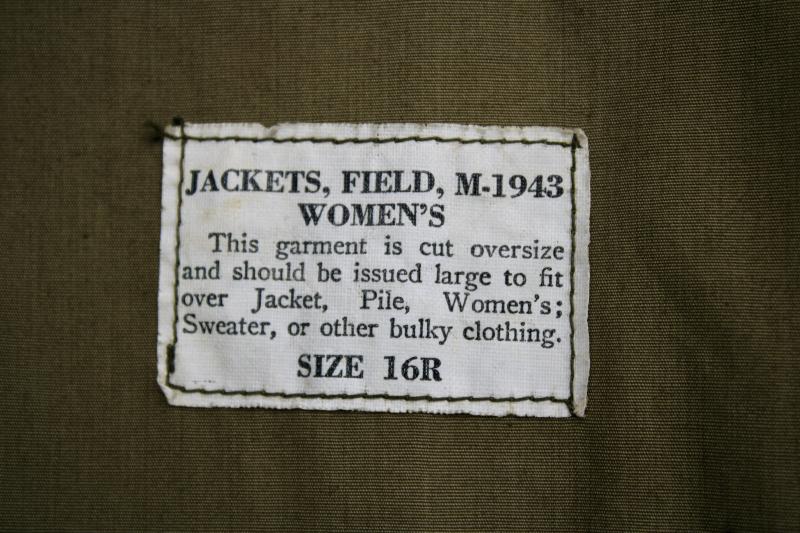 JACKETS, FIELD, M-1943
WOMEN'S
This garment is cut oversize
and should be issued large to fit
over Jacket, Pile, Women's;
Sweater, or other bulky clothing.
SIZE 16R